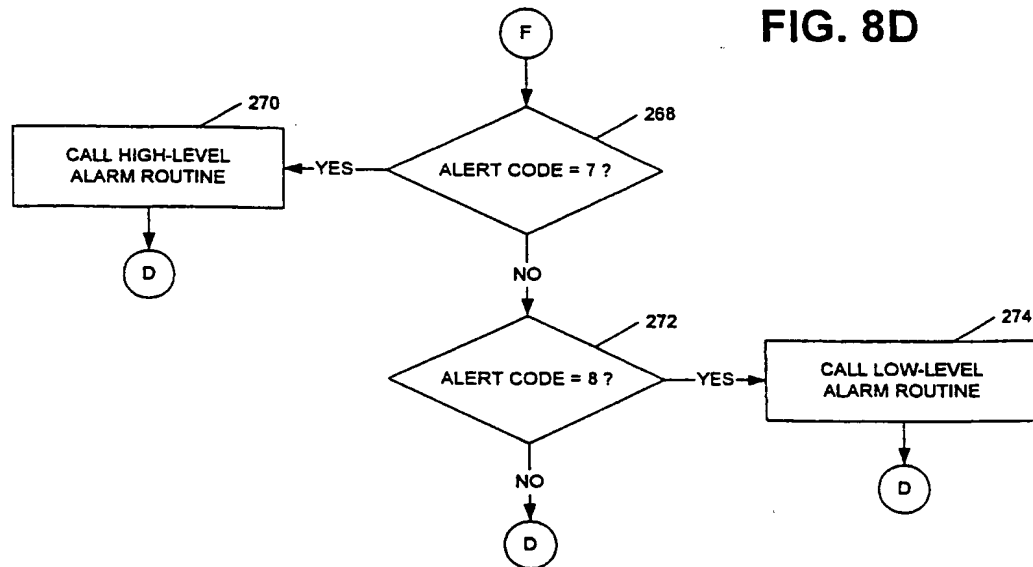 FIG. 8D
F
270
268
CALL HIGH-LEVEL
ALARM ROUTINE
YES
ALERT CODE = 7 ?
D
NO
272
274
ALERT CODE = 8 ?
YES
CALL LOW-LEVEL
ALARM ROUTINE
NO
D
D